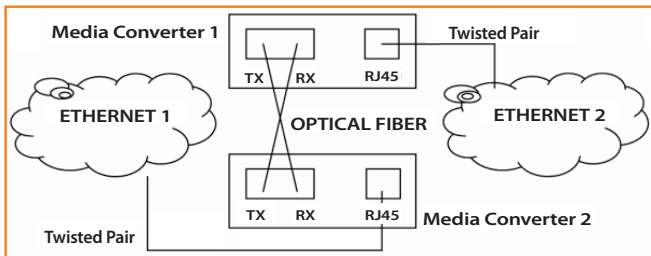 Media Converter 1
Twisted Pair
TX RX RJ45
ETHERNET 1
OPTICAL FIBER
ETHERNET 2
TX RX RJ45
Media Converter 2
Twisted Pair